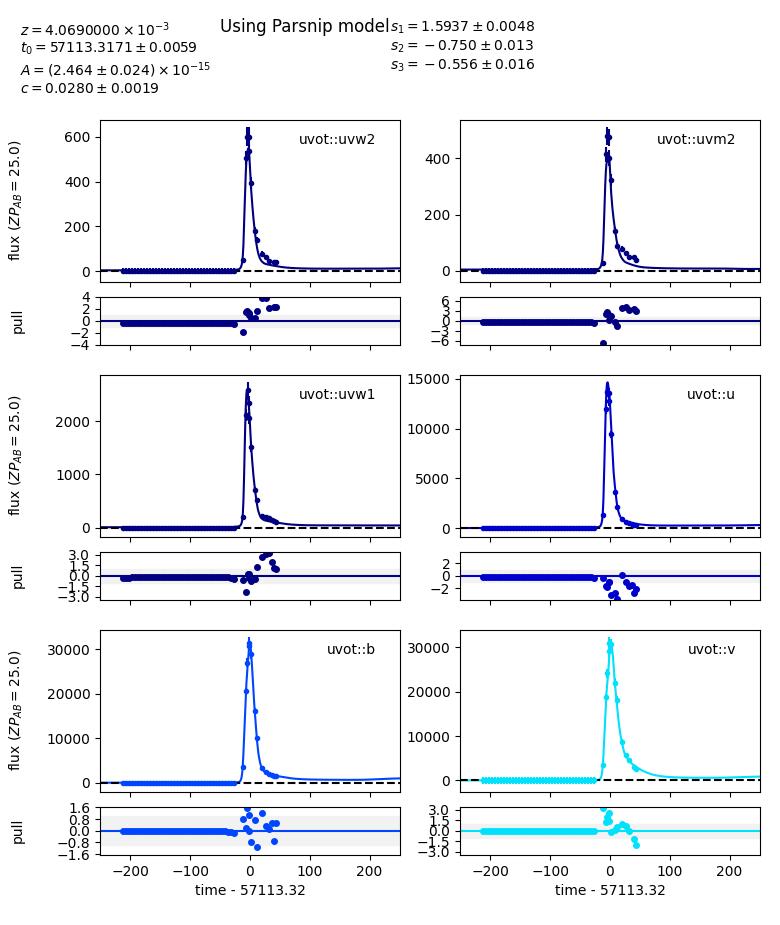 Using Parsnip model
z = 4.0690000 × 10⁻³
t₀ = 57113.3171 ± 0.0059
A = (2.464 ± 0.024) × 10⁻¹⁵
c = 0.0280 ± 0.0019
s₁ = 1.5937 ± 0.0048
s₂ = −0.750 ± 0.013
s₃ = −0.556 ± 0.016
flux (ZP_AB = 25.0)
600
400
200
0
uvot::uvw2
400
200
0
uvot::uvm2
pull
4
2
0
−2
−4
6
3
0
−3
−6
flux (ZP_AB = 25.0)
2000
1000
0
uvot::uvw1
15000
10000
5000
0
uvot::u
pull
3.0
1.5
0.0
−1.5
−3.0
2
0
−2
flux (ZP_AB = 25.0)
30000
20000
10000
0
uvot::b
30000
20000
10000
0
uvot::v
pull
1.6
0.8
0.0
−0.8
−1.6
3.0
1.5
0.0
−1.5
−3.0
−200 −100 0 100 200
−200 −100 0 100 200
time - 57113.32
time - 57113.32